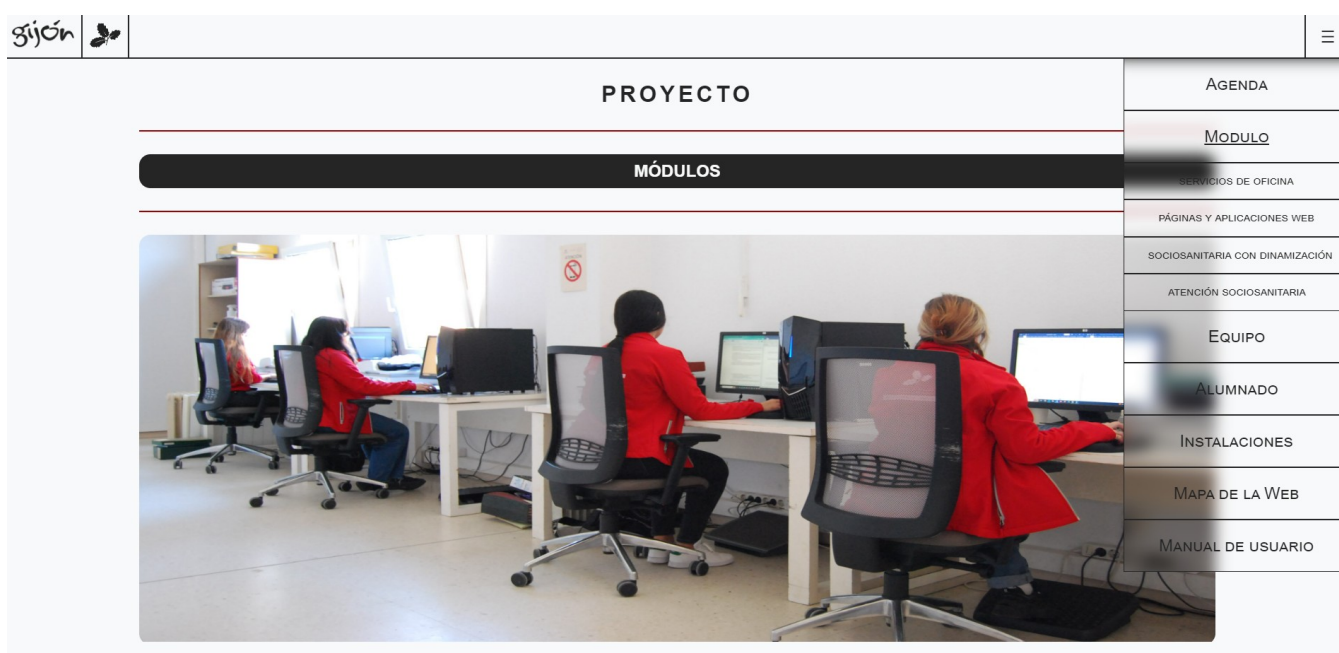 gijón
PROYECTO
MÓDULOS
AGENDA
MODULO
SERVICIOS DE OFICINA
PÁGINAS Y APLICACIONES WEB
SOCIOSANITARIA CON DINAMIZACIÓN
ATENCIÓN SOCIOSANITARIA
EQUIPO
ALUMNADO
INSTALACIONES
MAPA DE LA WEB
MANUAL DE USUARIO